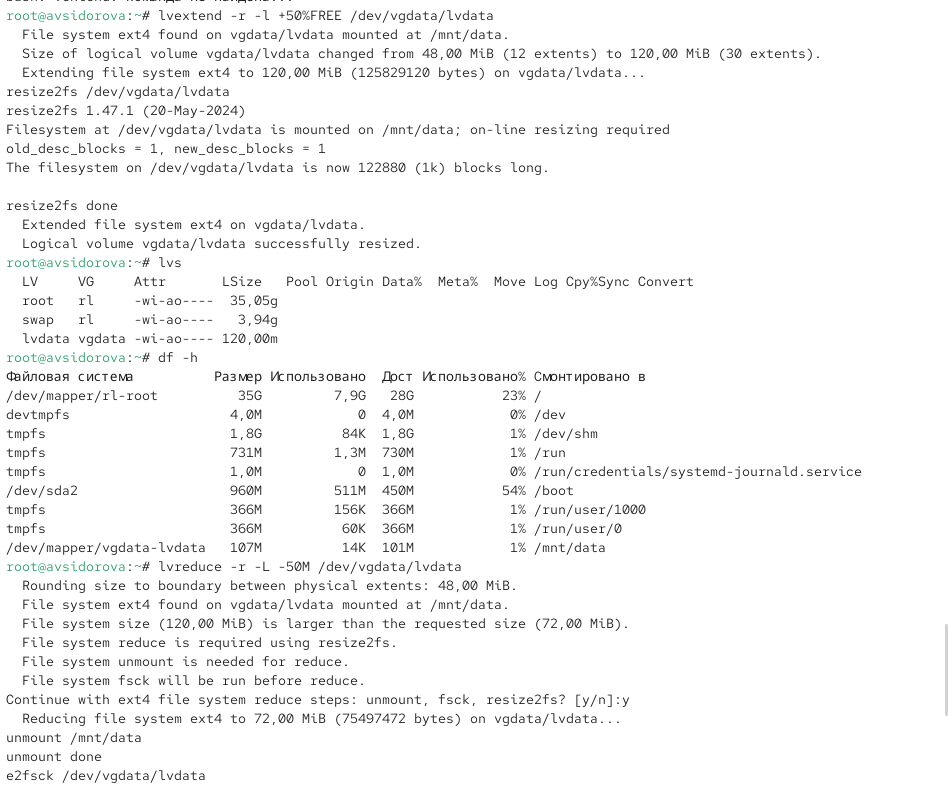 root@avsidorova:~# lvextend -r -l +50%FREE /dev/vgdata/lvdata
  File system ext4 found on vgdata/lvdata mounted at /mnt/data.
  Size of logical volume vgdata/lvdata changed from 48,00 MiB (12 extents) to 120,00 MiB (30 extents).
  Extending file system ext4 to 120,00 MiB (125829120 bytes) on vgdata/lvdata...
resize2fs /dev/vgdata/lvdata
resize2fs 1.47.1 (20-May-2024)
Filesystem at /dev/vgdata/lvdata is mounted on /mnt/data; on-line resizing required
old_desc_blocks = 1, new_desc_blocks = 1
The filesystem on /dev/vgdata/lvdata is now 122880 (1k) blocks long.

resize2fs done
  Extended file system ext4 on vgdata/lvdata.
  Logical volume vgdata/lvdata successfully resized.
root@avsidorova:~# lvs
  LV     VG     Attr       LSize   Pool Origin Data%  Meta%  Move Log Cpy%Sync Convert
  root   rl     -wi-ao----  35,05g
  swap   rl     -wi-ao----   3,94g
  lvdata vgdata -wi-ao---- 120,00m
root@avsidorova:~# df -h
Файловая система          Размер Использовано  Дост Использовано% Смонтировано в
/dev/mapper/rl-root          35G         7,9G   28G           23% /
devtmpfs                    4,0M            0  4,0M            0% /dev
tmpfs                       1,8G          84K  1,8G            1% /dev/shm
tmpfs                       731M         1,3M  730M            1% /run
tmpfs                       1,0M            0  1,0M            0% /run/credentials/systemd-journald.service
/dev/sda2                   960M         511M  450M           54% /boot
tmpfs                       366M         156K  366M            1% /run/user/1000
tmpfs                       366M          60K  366M            1% /run/user/0
/dev/mapper/vgdata-lvdata   107M          14K  101M            1% /mnt/data
root@avsidorova:~# lvreduce -r -L -50M /dev/vgdata/lvdata
  Rounding size to boundary between physical extents: 48,00 MiB.
  File system ext4 found on vgdata/lvdata mounted at /mnt/data.
  File system size (120,00 MiB) is larger than the requested size (72,00 MiB).
  File system reduce is required using resize2fs.
  File system unmount is needed for reduce.
  File system fsck will be run before reduce.
Continue with ext4 file system reduce steps: unmount, fsck, resize2fs? [y/n]:y
  Reducing file system ext4 to 72,00 MiB (75497472 bytes) on vgdata/lvdata...
unmount /mnt/data
unmount done
e2fsck /dev/vgdata/lvdata